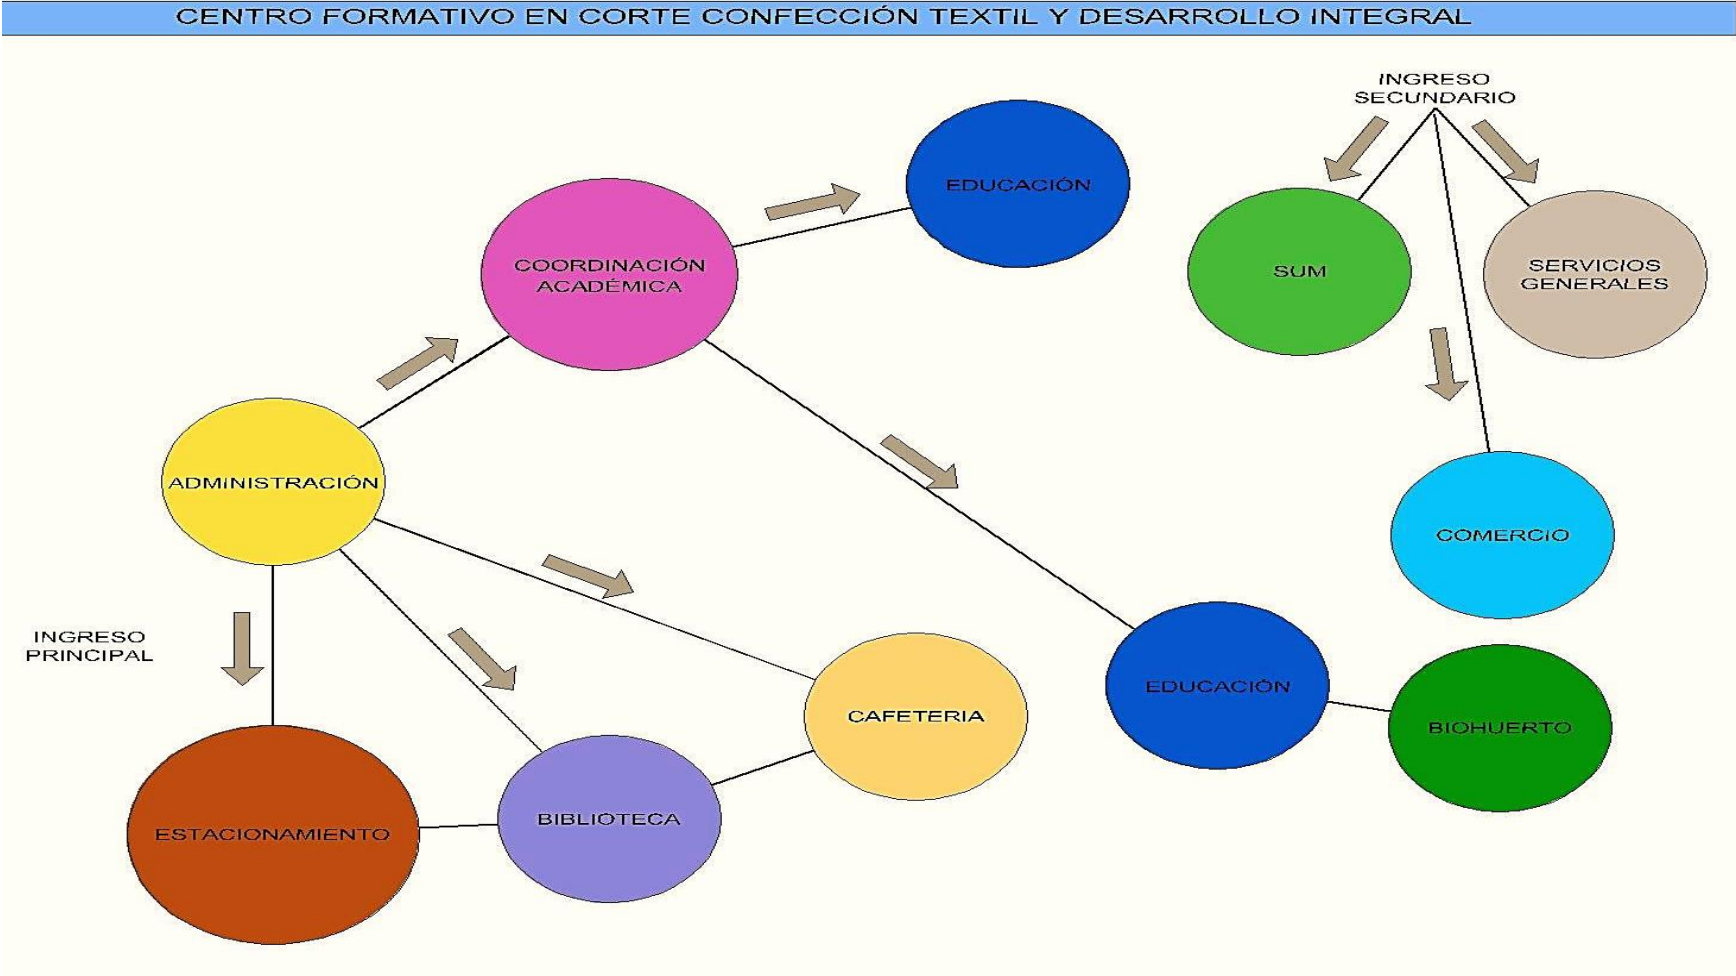 CENTRO FORMATIVO EN CORTE CONFECCIÓN TEXTIL Y DESARROLLO INTEGRAL
INGRESO
SECUNDARIO
EDUCACIÓN
COORDINACIÓN
ACADÉMICA
SUM
SERVICIOS
GENERALES
ADMINISTRACIÓN
COMERCIO
INGRESO
PRINCIPAL
EDUCACIÓN
CAFETERIA
BIOHUERTO
ESTACIONAMIENTO
BIBLIOTECA